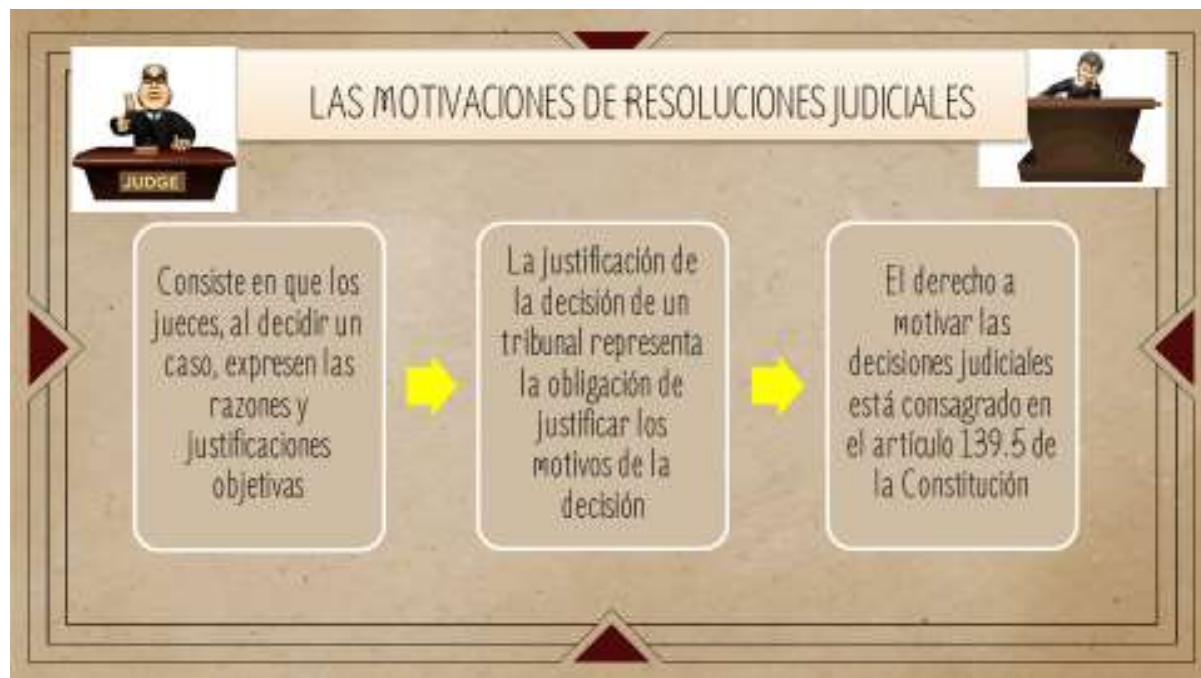 LAS MOTIVACIONES DE RESOLUCIONES JUDICIALES
JUDGE
Consiste en que los
jueces, al decidir un
caso, expresen las
razones y
justificaciones
objetivas
La justificación de
la decisión de un
tribunal representa
la obligación de
justificar los
motivos de la
decisión
El derecho a
motivar las
decisiones judiciales
está consagrado en
el artículo 139.5 de
la Constitución